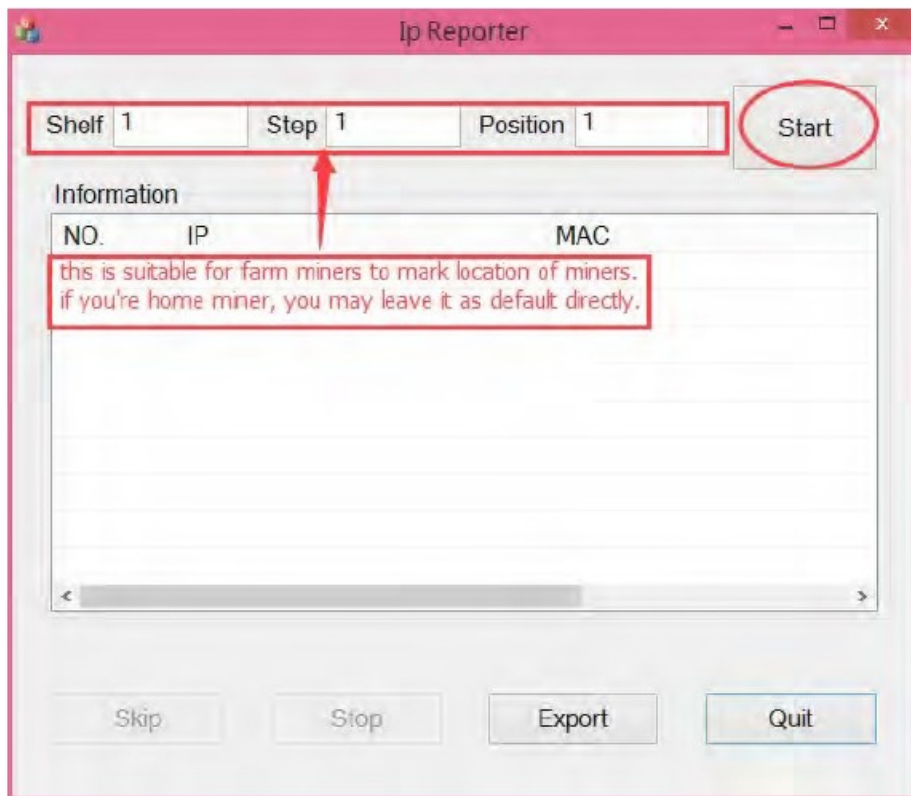 Ip Reporter
Shelf 1 Step 1 Position 1 Start
Information
NO. IP MAC
this is suitable for farm miners to mark location of miners.
if you're home miner, you may leave it as default directly.
Skip Stop Export Quit